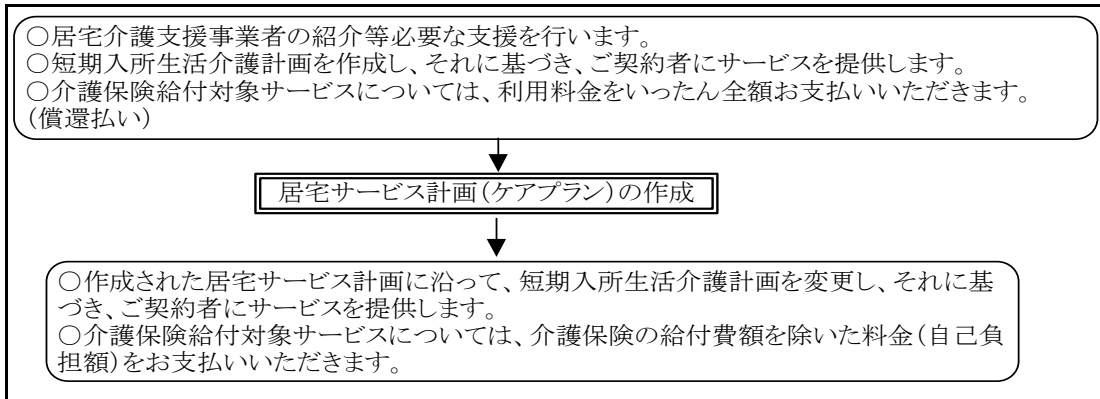 ○居宅介護支援事業者の紹介等必要な支援を行います。
○短期入所生活介護計画を作成し、それに基づき、ご契約者にサービスを提供します。
○介護保険給付対象サービスについては、利用料金をいったん全額お支払いいただきます。
(償還払い)
居宅サービス計画(ケアプラン)の作成
○作成された居宅サービス計画に沿って、短期入所生活介護計画を変更し、それに基
づき、ご契約者にサービスを提供します。
○介護保険給付対象サービスについては、介護保険の給付費額を除いた料金(自己負
担額)をお支払いいただきます。